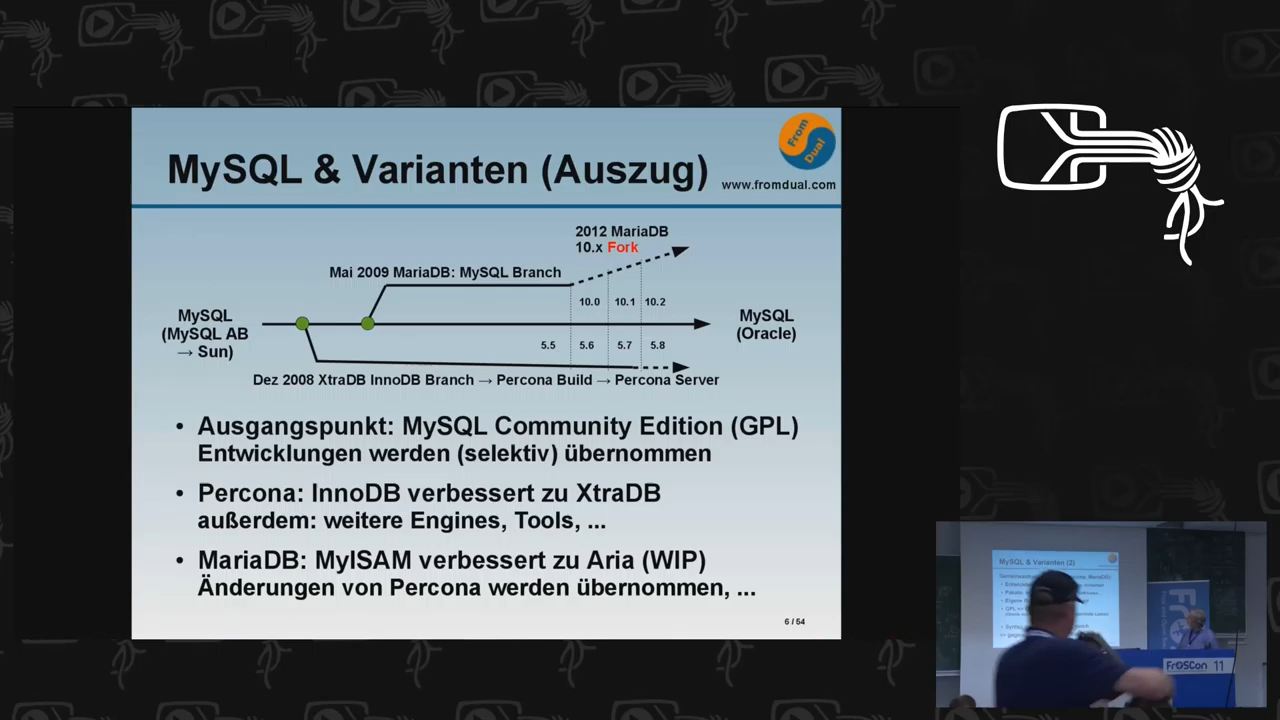 MySQL & Varianten (Auszug)
From
Dual
www.fromdual.com
2012 MariaDB
10.x Fork
Mai 2009 MariaDB: MySQL Branch
10.0 10.1 10.2
MySQL
(MySQL AB
→ Sun)
MySQL
(Oracle)
5.5 5.6 5.7 5.8
Dez 2008 XtraDB InnoDB Branch → Percona Build → Percona Server
• Ausgangspunkt: MySQL Community Edition (GPL)
Entwicklungen werden (selektiv) übernommen
• Percona: InnoDB verbessert zu XtraDB
außerdem: weitere Engines, Tools, ...
• MariaDB: MyISAM verbessert zu Aria (WIP)
Änderungen von Percona werden übernommen, ...
6 / 54
MySQL & Varianten (2)
FrOSCon 11